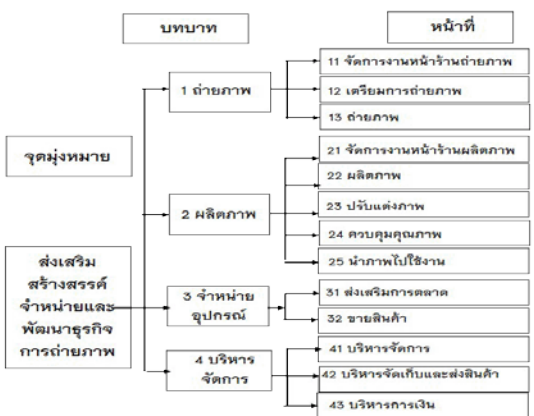 บทบาท
หน้าที่
จุดมุ่งหมาย
ส่งเสริม
สร้างสรรค์
จำหน่ายและ
พัฒนาธุรกิจ
การถ่ายภาพ
1 ถ่ายภาพ
11 จัดการงานหน้าร้านถ่ายภาพ
12 เตรียมการถ่ายภาพ
13 ถ่ายภาพ
2 ผลิตภาพ
21 จัดการงานหน้าร้านผลิตภาพ
22 ผลิตภาพ
23 ปรับแต่งภาพ
24 ควบคุมคุณภาพ
25 นำภาพไปใช้งาน
3 จำหน่าย
อุปกรณ์
31 ส่งเสริมการตลาด
32 ขายสินค้า
4 บริหาร
จัดการ
41 บริหารจัดการ
42 บริหารจัดเก็บและส่งสินค้า
43 บริหารการเงิน